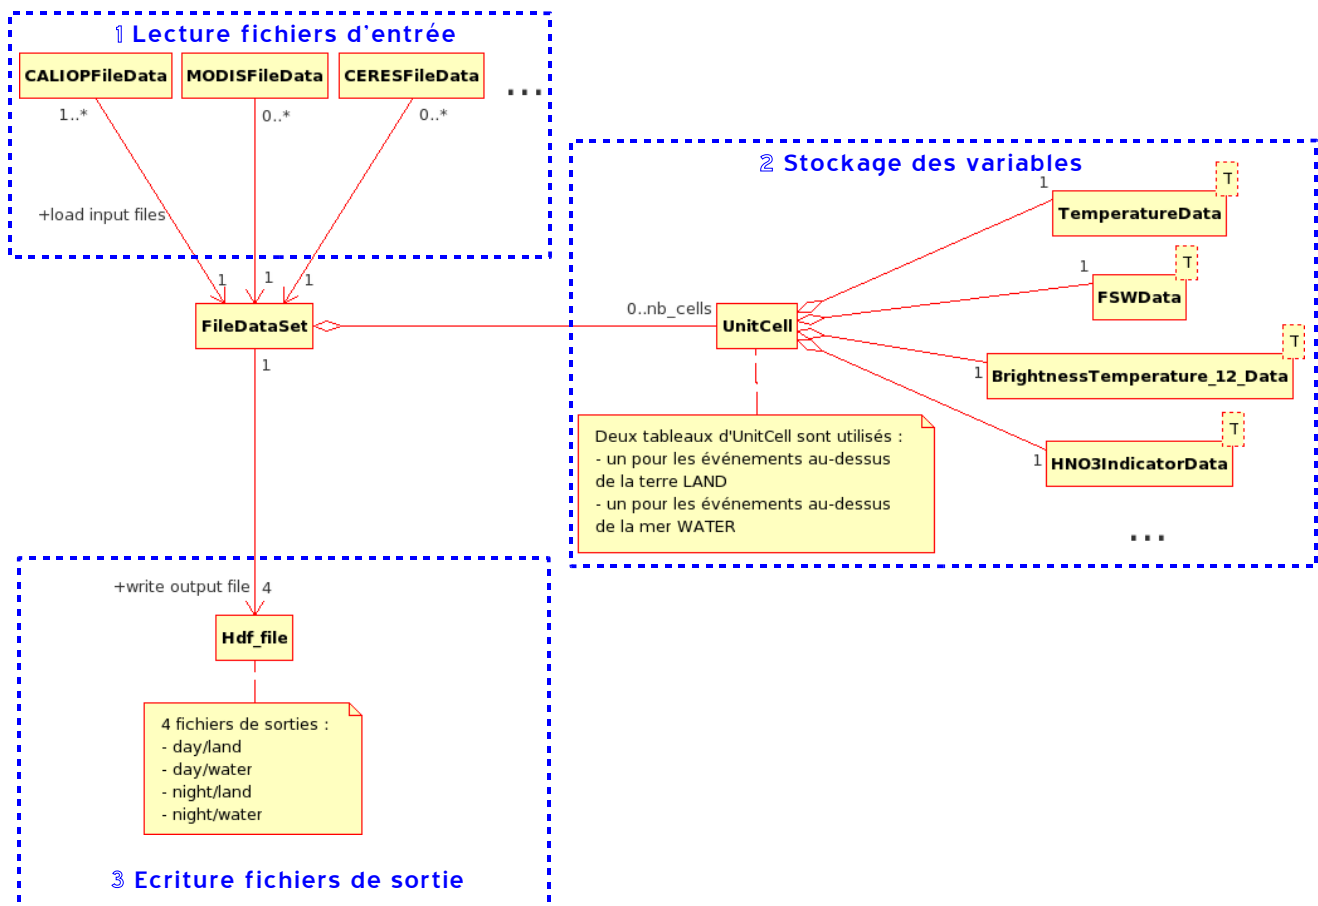 1 Lecture fichiers d'entrée
CALIOPFileData
MODISFileData
CERESFileData
...
1..*
0..*
0..*
+load input files
1
1
1
FileDataSet
1
0..nb_cells
2 Stockage des variables
UnitCell
1
T
TemperatureData
1
T
FSWData
1
T
BrightnessTemperature_12_Data
1
T
HNO3IndicatorData
...
Deux tableaux d'UnitCell sont utilisés :
- un pour les événements au-dessus
de la terre LAND
- un pour les événements au-dessus
de la mer WATER
+write output file
4
Hdf_file
4 fichiers de sorties :
- day/land
- day/water
- night/land
- night/water
3 Ecriture fichiers de sortie